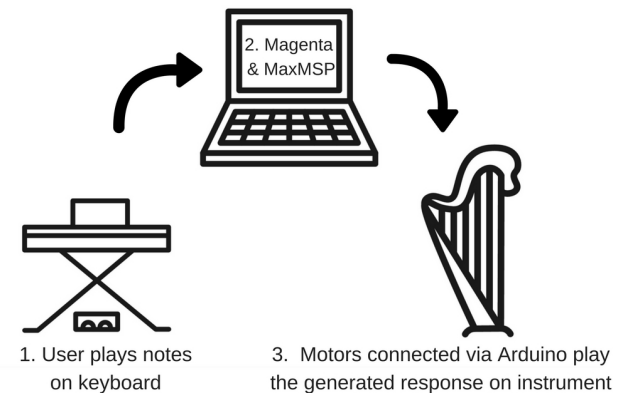 2. Magenta
& MaxMSP
1. User plays notes
on keyboard
3. Motors connected via Arduino play
the generated response on instrument